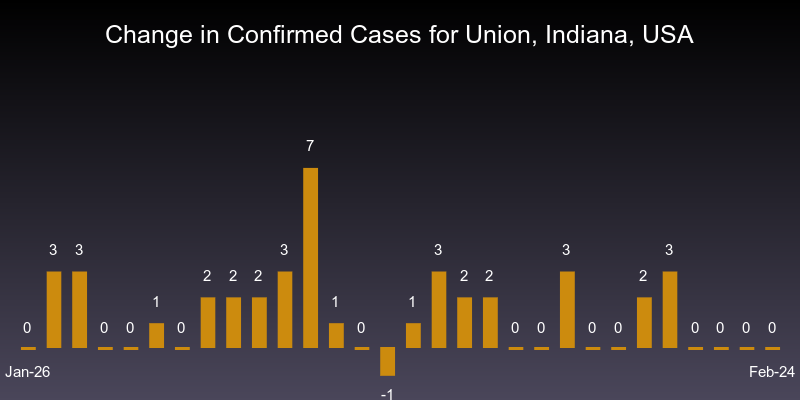 Change in Confirmed Cases for Union, Indiana, USA
7
3 3 3 3 3 3
2 2 2 2 2 2
1 1 1
0 0 0 0 0 0 0 0 0 0 0 0 0
Jan-26 Feb-24
-1